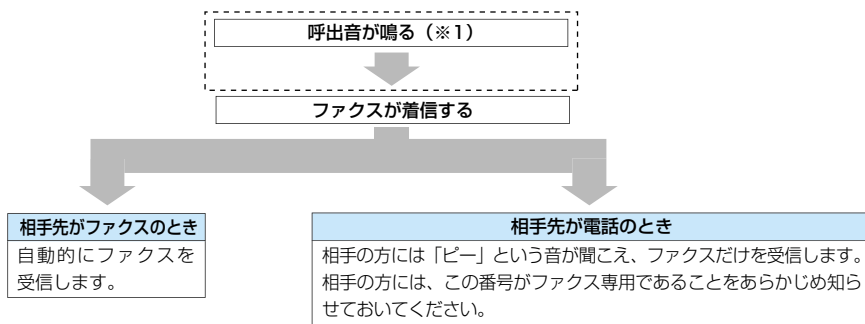 呼出音が鳴る（※1）
ファクスが着信する
相手先がファクスのとき
自動的にファクスを
受信します。
相手先が電話のとき
相手の方には「ピー」という音が聞こえ、ファクスだけを受信します。
相手の方には、この番号がファクス専用であることをあらかじめ知ら
せておいてください。